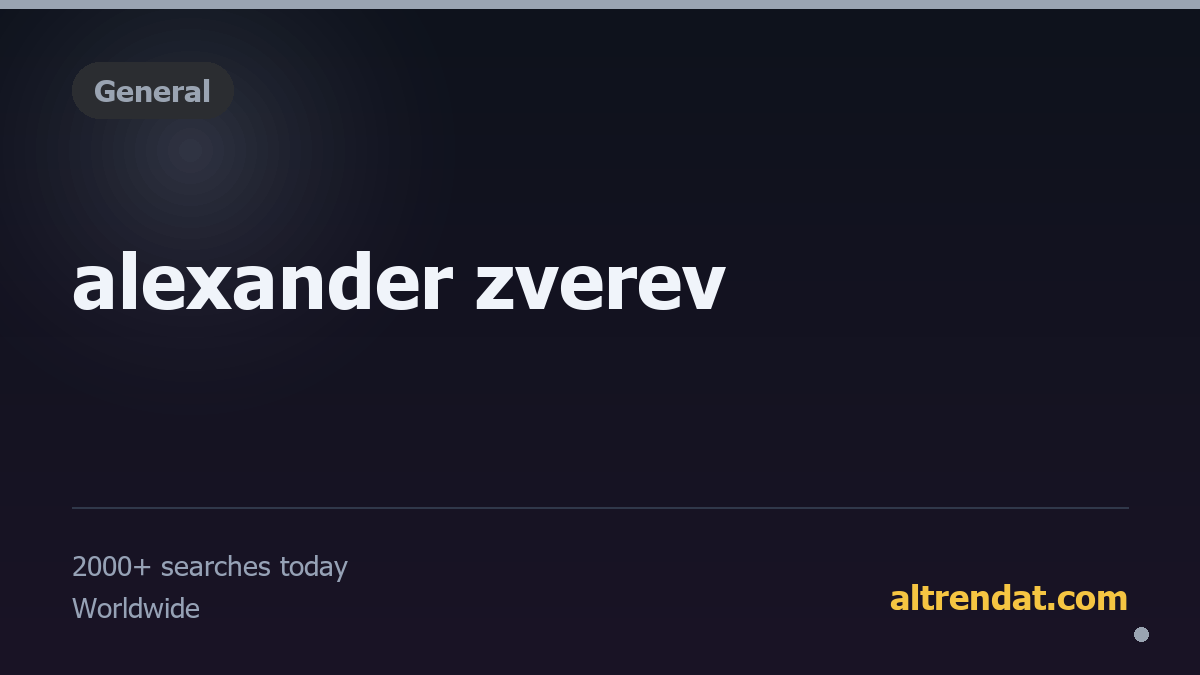 General
alexander zverev
2000+ searches today
Worldwide
altrendat.com